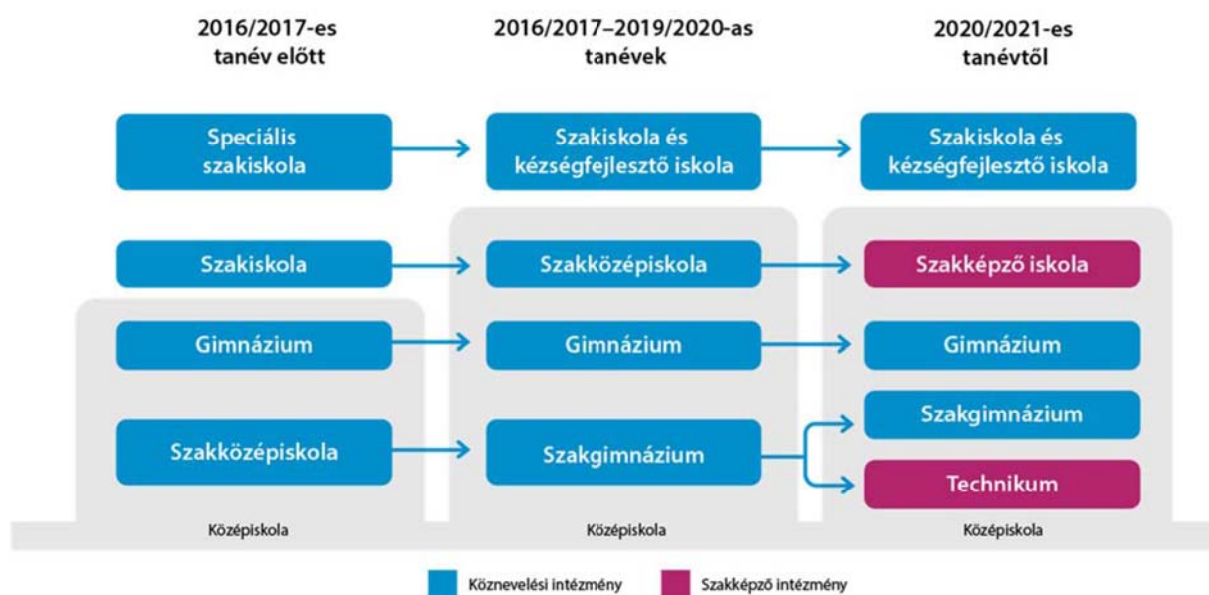 2016/2017-es
tanév előtt
2016/2017–2019/2020-as
tanévek
2020/2021-es
tanévtől
Speciális
szakiskola
Szakiskola és
kézségfejlesztő iskola
Szakiskola és
kézségfejlesztő iskola
Szakiskola
Szakközépiskola
Szakképző iskola
Gimnázium
Gimnázium
Gimnázium
Szakközépiskola
Szakgimnázium
Szakgimnázium
Technikum
Középiskola
Középiskola
Középiskola
Köznevelési intézmény
Szakképző intézmény